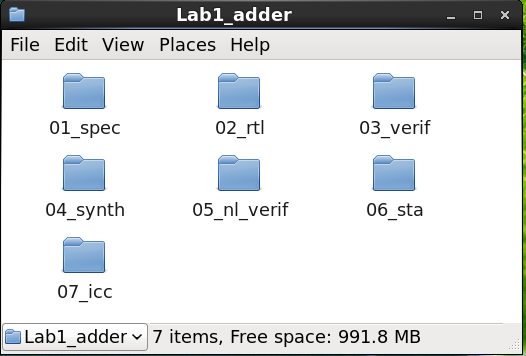 Lab1_adder
File Edit View Places Help
01_spec 02_rtl 03_verif
04_synth 05_nl_verif 06_sta
07_icc
Lab1_adder 7 items, Free space: 991.8 MB